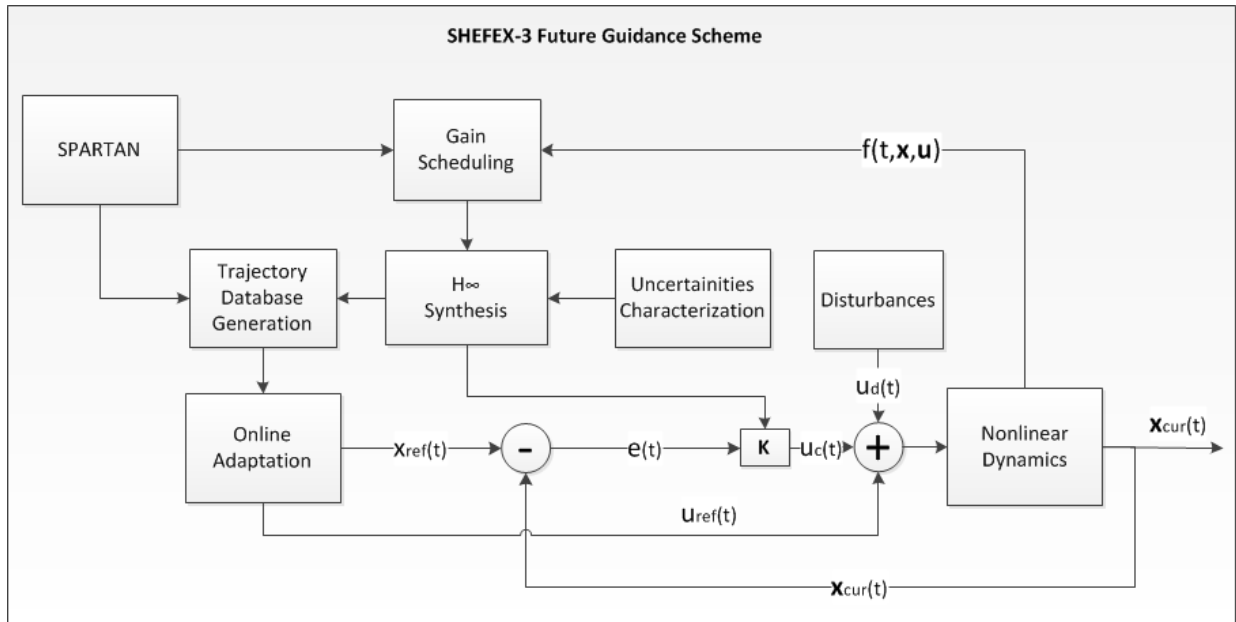 SHEFEX-3 Future Guidance Scheme
SPARTAN
Gain
Scheduling
f(t,x,u)
Trajectory
Database
Generation
H∞
Synthesis
Uncertainities
Characterization
Disturbances
ud(t)
Online
Adaptation
xref(t)
-
e(t)
K
uc(t)
+
Nonlinear
Dynamics
xcur(t)
uref(t)
xcur(t)